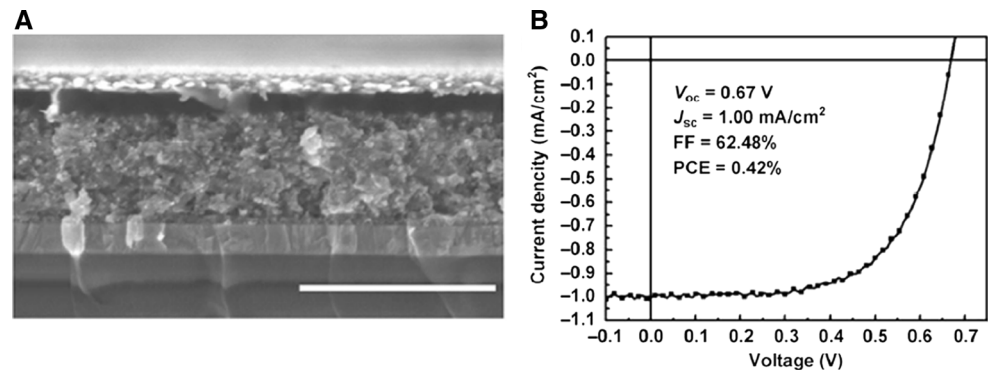 A
B
0.1
0.0
−0.1
−0.2
−0.3
−0.4
−0.5
−0.6
−0.7
−0.8
−0.9
−1.0
−1.1
Current dencity (mA/cm²)
Voc = 0.67 V
Jsc = 1.00 mA/cm²
FF = 62.48%
PCE = 0.42%
−0.1 0.0 0.1 0.2 0.3 0.4 0.5 0.6 0.7
Voltage (V)